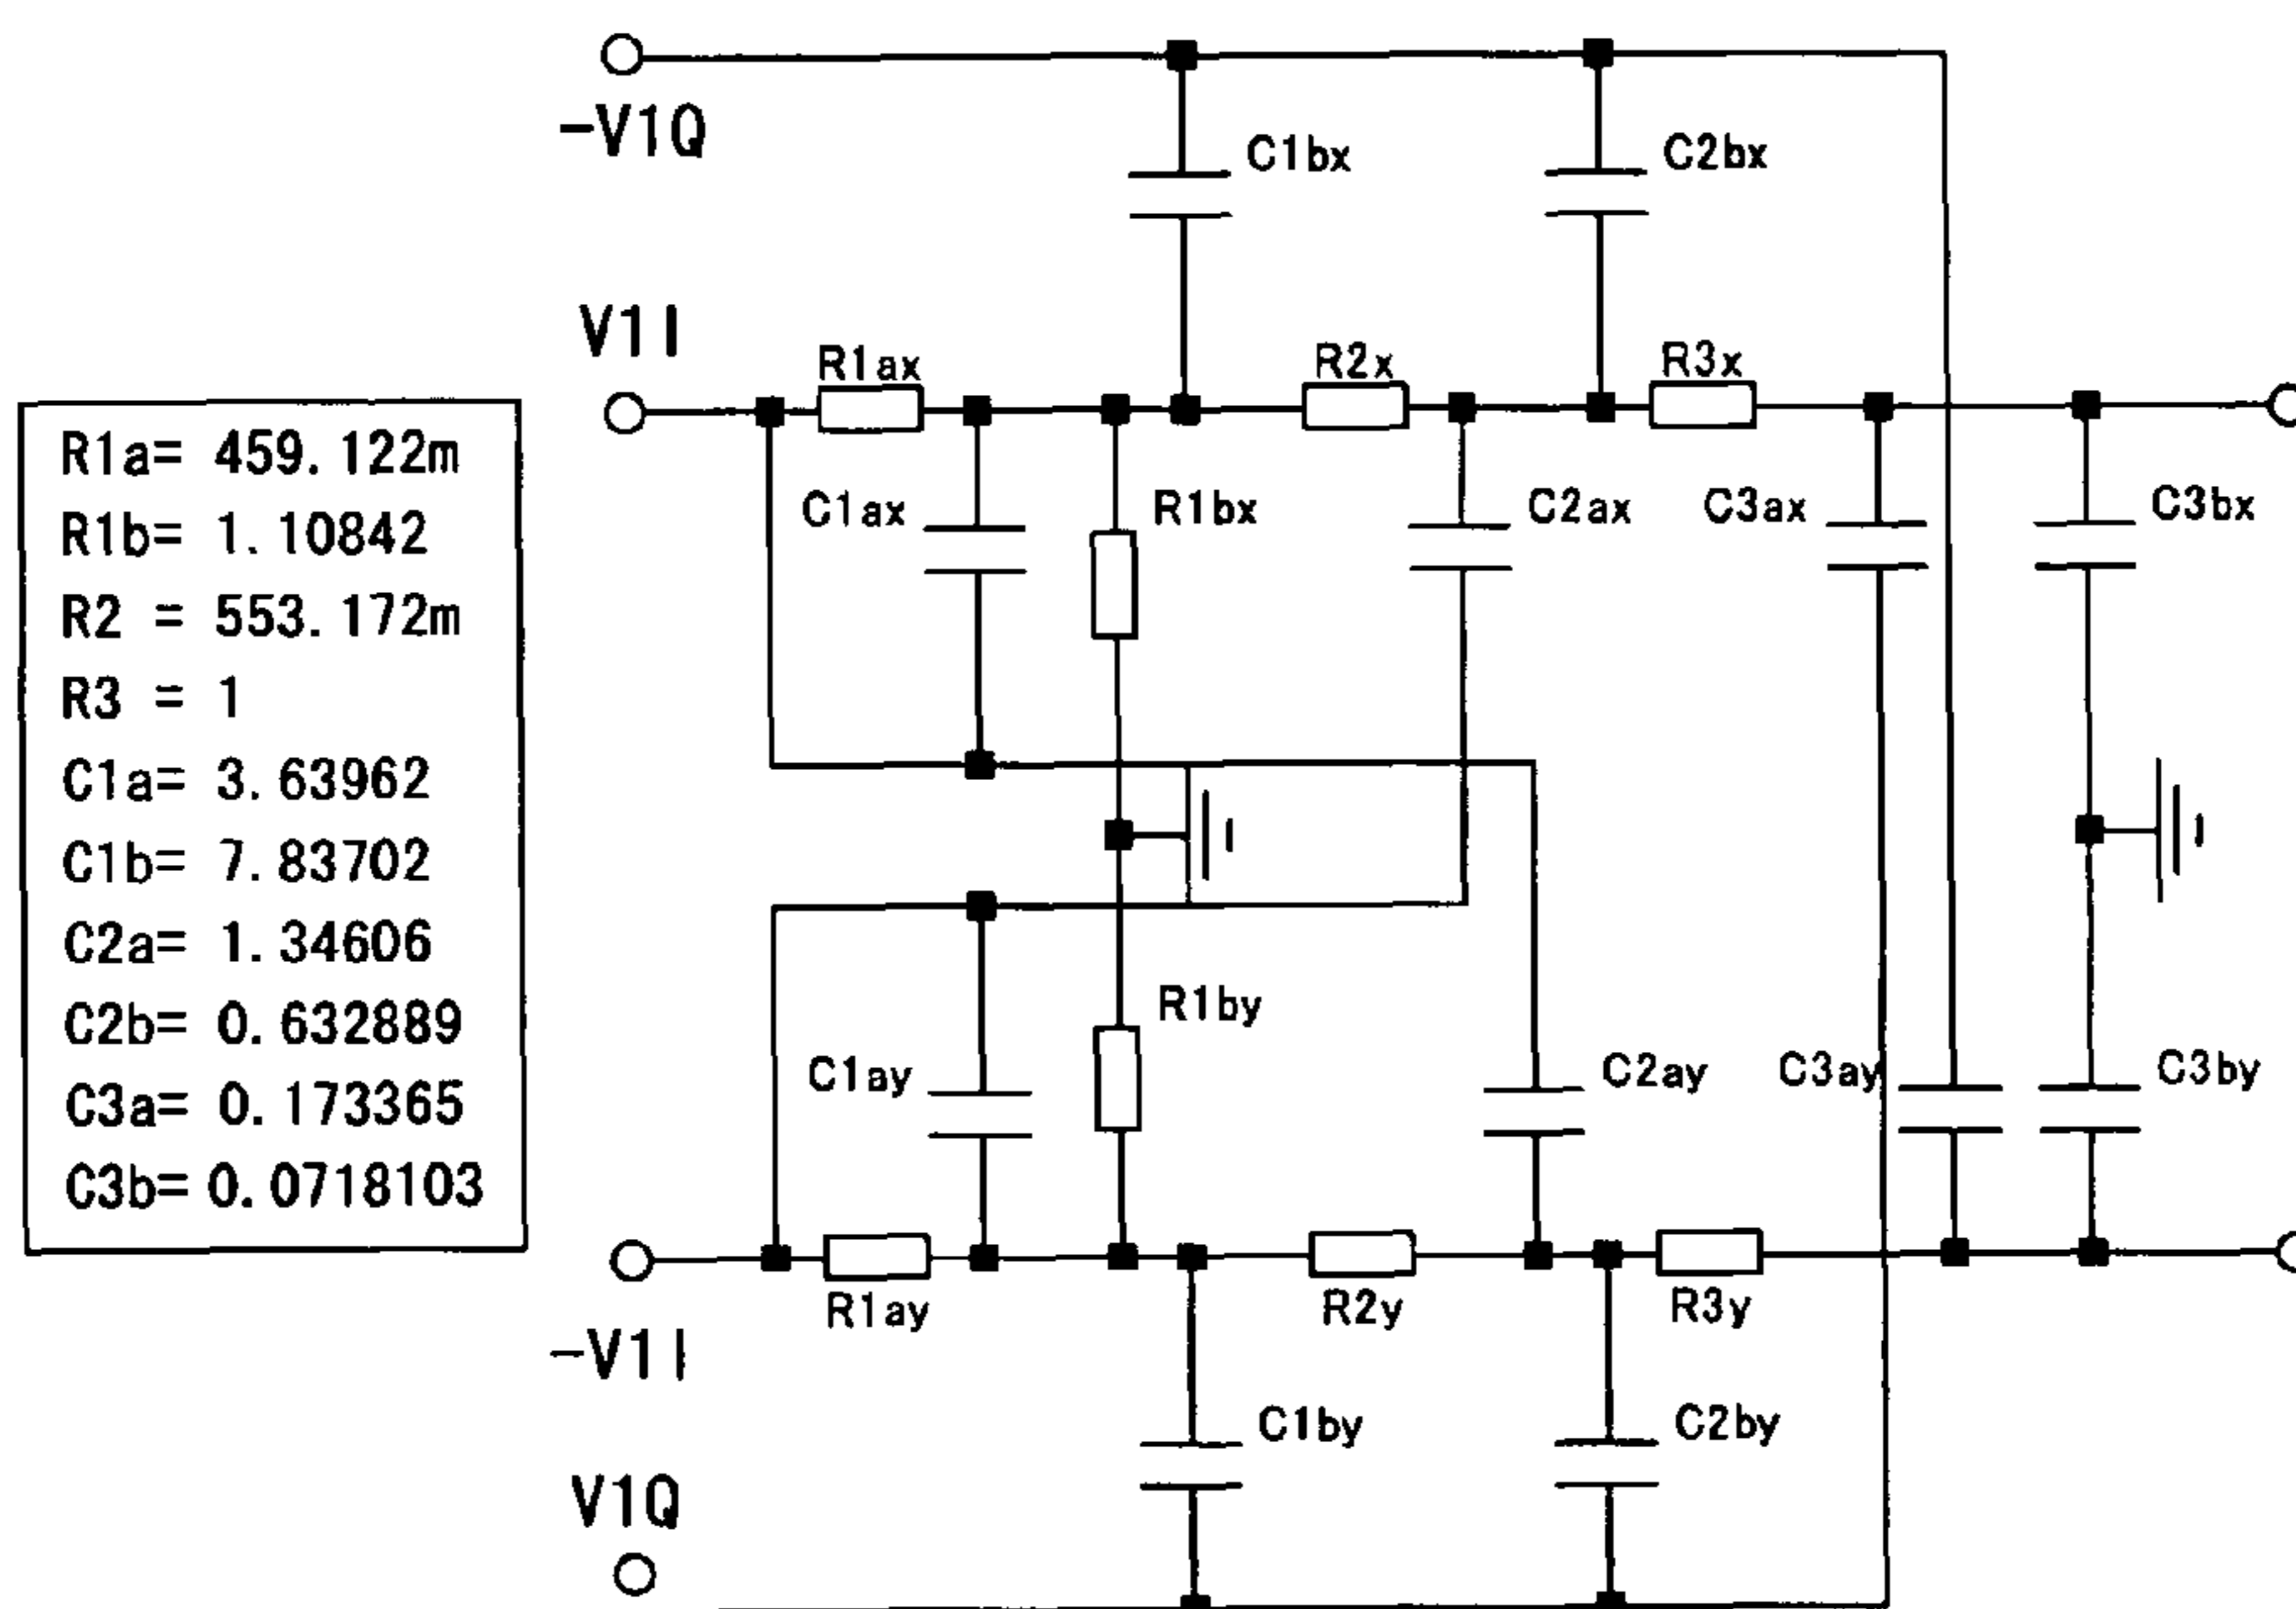 -V1Q
C1bx
C2bx
V1I
R1ax
R2x
R3x
R1a= 459.122m
R1b= 1.10842
R2 = 553.172m
R3 = 1
C1a= 3.63962
C1b= 7.83702
C2a= 1.34606
C2b= 0.632889
C3a= 0.173365
C3b= 0.0718103
C1ax
R1bx
C2ax
C3ax
C3bx
R1by
C1ay
C2ay
C3ay
C3by
R1ay
R2y
R3y
-V1I
C1by
C2by
V1Q